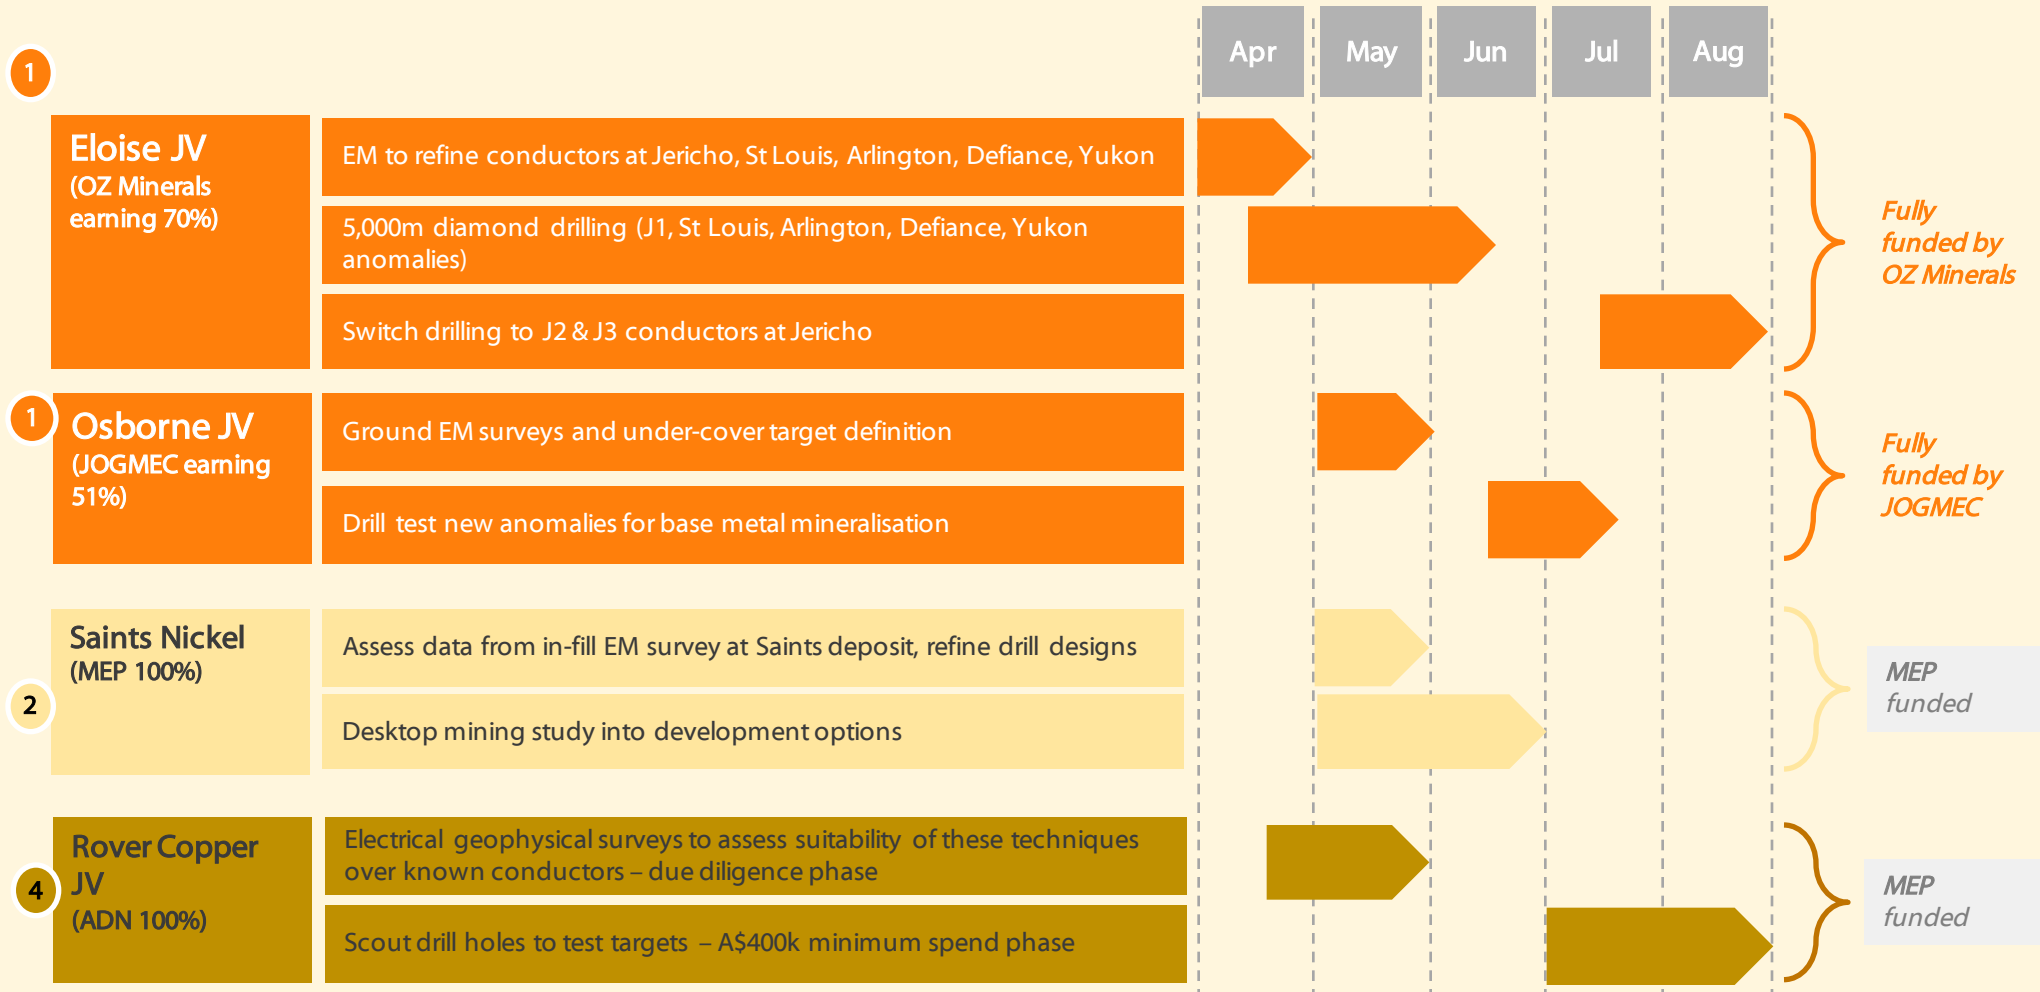 Apr
May
Jun
Jul
Aug
1
Eloise JV
(OZ Minerals
earning 70%)
EM to refine conductors at Jericho, St Louis, Arlington, Defiance, Yukon
5,000m diamond drilling (J1, St Louis, Arlington, Defiance, Yukon
anomalies)
Switch drilling to J2 & J3 conductors at Jericho
Fully
funded by
OZ Minerals
1
Osborne JV
(JOGMEC earning
51%)
Ground EM surveys and under-cover target definition
Drill test new anomalies for base metal mineralisation
Fully
funded by
JOGMEC
2
Saints Nickel
(MEP 100%)
Assess data from in-fill EM survey at Saints deposit, refine drill designs
Desktop mining study into development options
MEP
funded
4
Rover Copper
JV
(ADN 100%)
Electrical geophysical surveys to assess suitability of these techniques
over known conductors – due diligence phase
Scout drill holes to test targets – A$400k minimum spend phase
MEP
funded